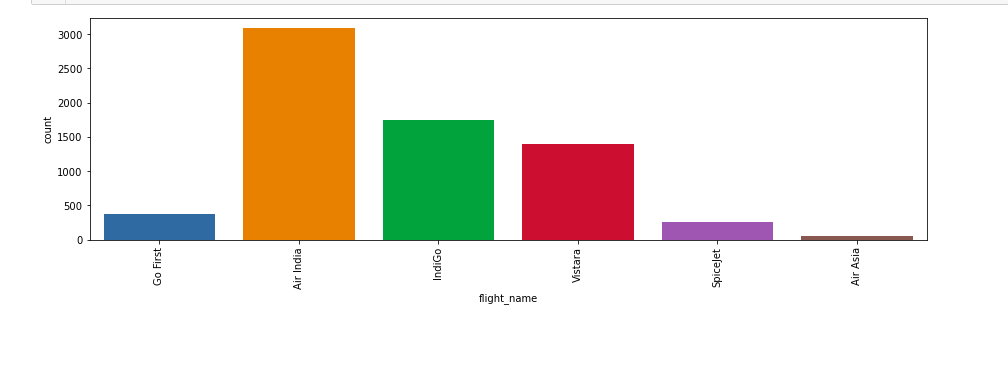 3000
2500
2000
1500
1000
500
0
count
Go First
Air India
IndiGo
Vistara
SpiceJet
Air Asia
flight_name